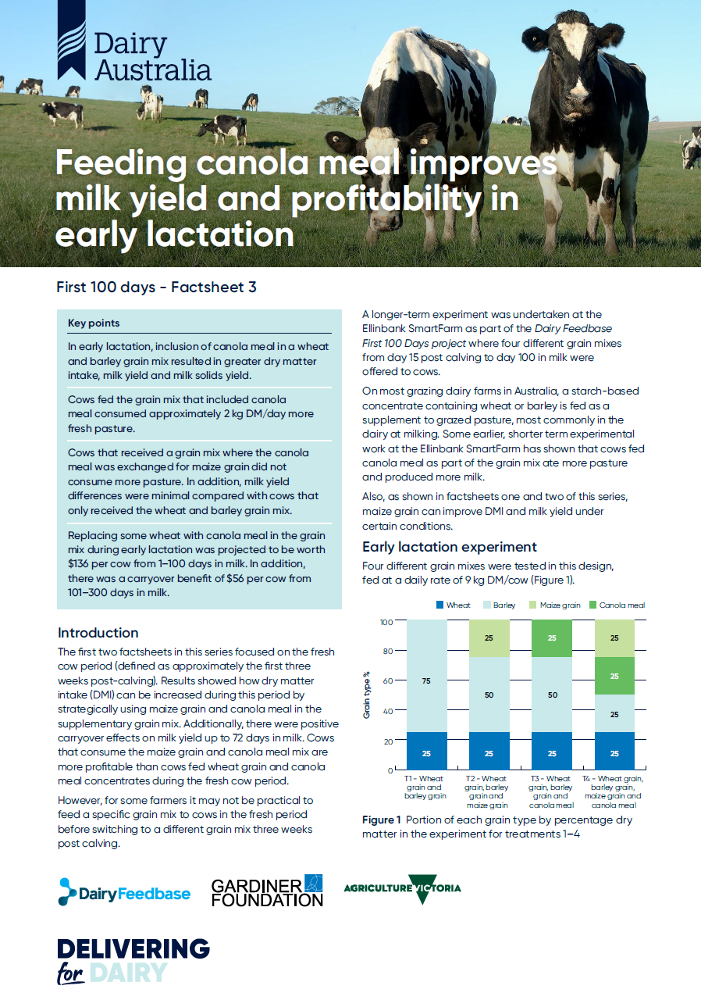 Dairy
Australia
Feeding canola meal improves
milk yield and profitability in
early lactation
First 100 days - Factsheet 3
Key points
In early lactation, inclusion of canola meal in a wheat
and barley grain mix resulted in greater dry matter
intake, milk yield and milk solids yield.
Cows fed the grain mix that included canola
meal consumed approximately 2 kg DM/day more
fresh pasture.
Cows that received a grain mix where the canola
meal was exchanged for maize grain did not
consume more pasture. In addition, milk yield
differences were minimal compared with cows that
only received the wheat and barley grain mix.
Replacing some wheat with canola meal in the grain
mix during early lactation was projected to be worth
$136 per cow from 1–100 days in milk. In addition,
there was a carryover benefit of $56 per cow from
101–300 days in milk.
Introduction
The first two factsheets in this series focused on the fresh
cow period (defined as approximately the first three
weeks post-calving). Results showed how dry matter
intake (DMI) can be increased during this period by
strategically using maize grain and canola meal in the
supplementary grain mix. Additionally, there were positive
carryover effects on milk yield up to 72 days in milk. Cows
that consume the maize grain and canola meal mix are
more profitable than cows fed wheat grain and canola
meal concentrates during the fresh cow period.
However, for some farmers it may not be practical to
feed a specific grain mix to cows in the fresh period
before switching to a different grain mix three weeks
post calving.
A longer-term experiment was undertaken at the
Ellinbank SmartFarm as part of the Dairy Feedbase
First 100 Days project where four different grain mixes
from day 15 post calving to day 100 in milk were
offered to cows.
On most grazing dairy farms in Australia, a starch-based
concentrate containing wheat or barley is fed as a
supplement to grazed pasture, most commonly in the
dairy at milking. Some earlier, shorter term experimental
work at the Ellinbank SmartFarm has shown that cows fed
canola meal as part of the grain mix ate more pasture
and produced more milk.
Also, as shown in factsheets one and two of this series,
maize grain can improve DMI and milk yield under
certain conditions.
Early lactation experiment
Four different grain mixes were tested in this design,
fed at a daily rate of 9 kg DM/cow (Figure 1).
Wheat Barley Maize grain Canola meal
Grain type %
100
80
60
40
20
0
75
25
25
50
25
25
50
25
25
25
25
25
T1 - Wheat
grain and
barley grain
T2 - Wheat
grain, barley
grain and
maize grain
T3 - Wheat
grain, barley
grain and
canola meal
T4 - Wheat grain,
barley grain,
maize grain and
canola meal
Figure 1 Portion of each grain type by percentage dry
matter in the experiment for treatments 1–4
DairyFeedbase
GARDINER
FOUNDATION
AGRICULTURE VICTORIA
DELIVERING
for DAIRY